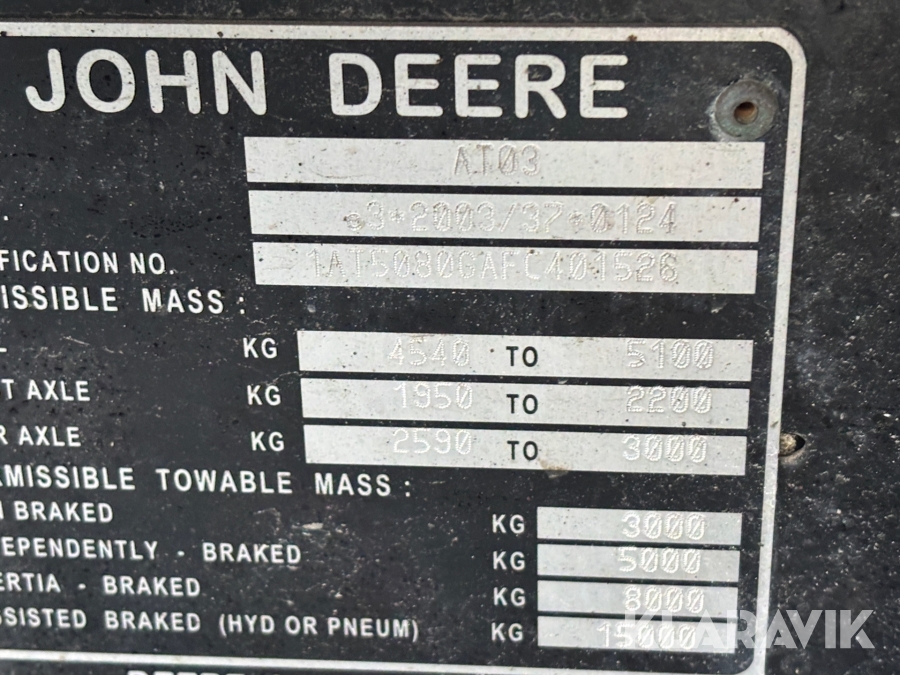 JOHN DEERE
AT03
e3*2003/37*0124
FICATION NO. 1AT5080GAFC401526
ISSIBLE MASS :
KG 4540 TO 5100
T AXLE KG 1950 TO 2200
R AXLE KG 2590 TO 3000
MISSIBLE TOWABLE MASS :
BRAKED KG 3000
EPENDENTLY - BRAKED KG 5000
ERTIA - BRAKED KG 8000
SSISTED BRAKED (HYD OR PNEUM) KG 15000
KLARAVIK